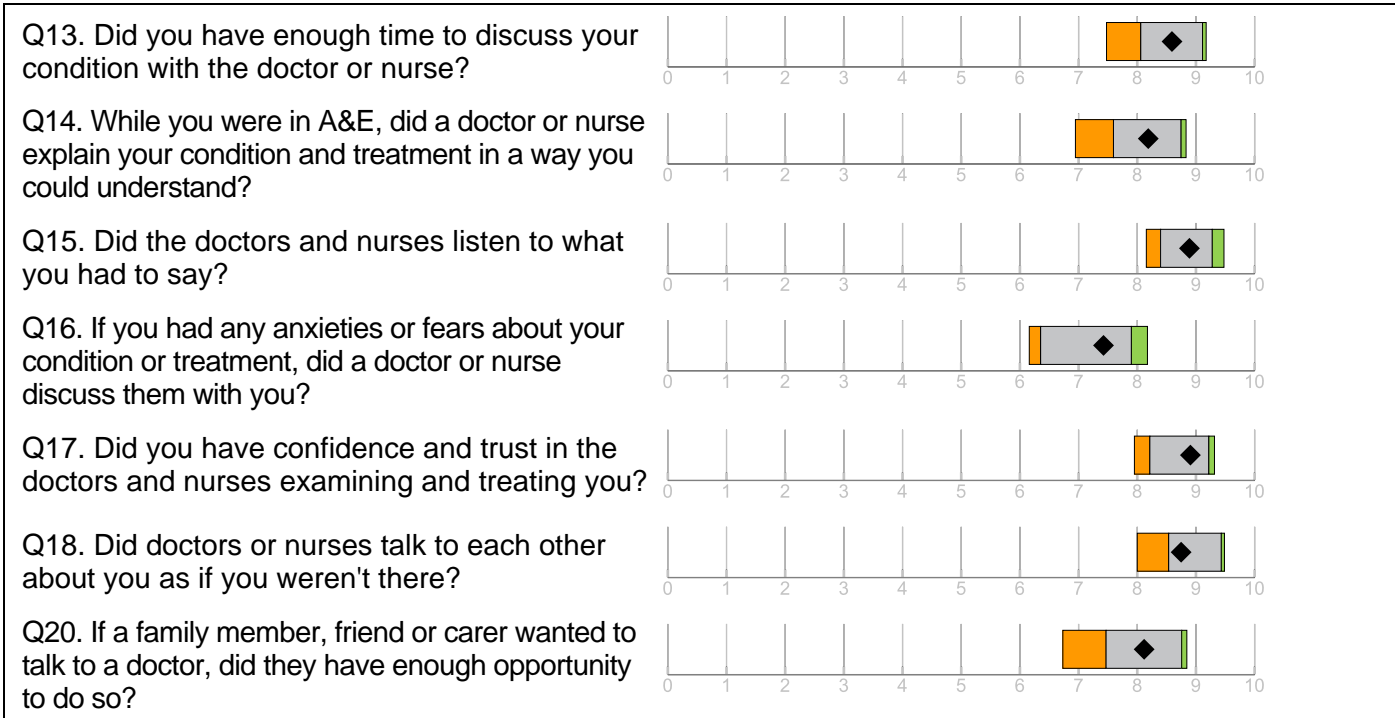 Q13. Did you have enough time to discuss your
condition with the doctor or nurse?
0 1 2 3 4 5 6 7 8 9 10
Q14. While you were in A&E, did a doctor or nurse
explain your condition and treatment in a way you
could understand?
0 1 2 3 4 5 6 7 8 9 10
Q15. Did the doctors and nurses listen to what
you had to say?
0 1 2 3 4 5 6 7 8 9 10
Q16. If you had any anxieties or fears about your
condition or treatment, did a doctor or nurse
discuss them with you?
0 1 2 3 4 5 6 7 8 9 10
Q17. Did you have confidence and trust in the
doctors and nurses examining and treating you?
0 1 2 3 4 5 6 7 8 9 10
Q18. Did doctors or nurses talk to each other
about you as if you weren't there?
0 1 2 3 4 5 6 7 8 9 10
Q20. If a family member, friend or carer wanted to
talk to a doctor, did they have enough opportunity
to do so?
0 1 2 3 4 5 6 7 8 9 10